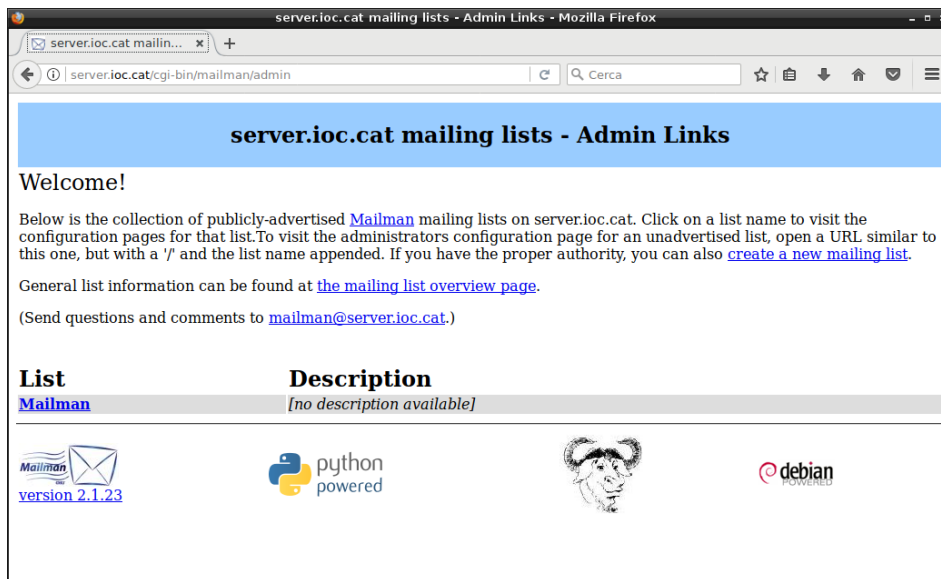 server.ioc.cat mailing lists - Admin Links - Mozilla Firefox
server.ioc.cat mailin...
server.ioc.cat/cgi-bin/mailman/admin
Cerca
server.ioc.cat mailing lists - Admin Links
Welcome!
Below is the collection of publicly-advertised Mailman mailing lists on server.ioc.cat. Click on a list name to visit the
configuration pages for that list.To visit the administrators configuration page for an unadvertised list, open a URL similar to
this one, but with a '/' and the list name appended. If you have the proper authority, you can also create a new mailing list.
General list information can be found at the mailing list overview page.
(Send questions and comments to mailman@server.ioc.cat.)
List Description
Mailman [no description available]
Mailman
version 2.1.23
python
powered
debian
POWERED